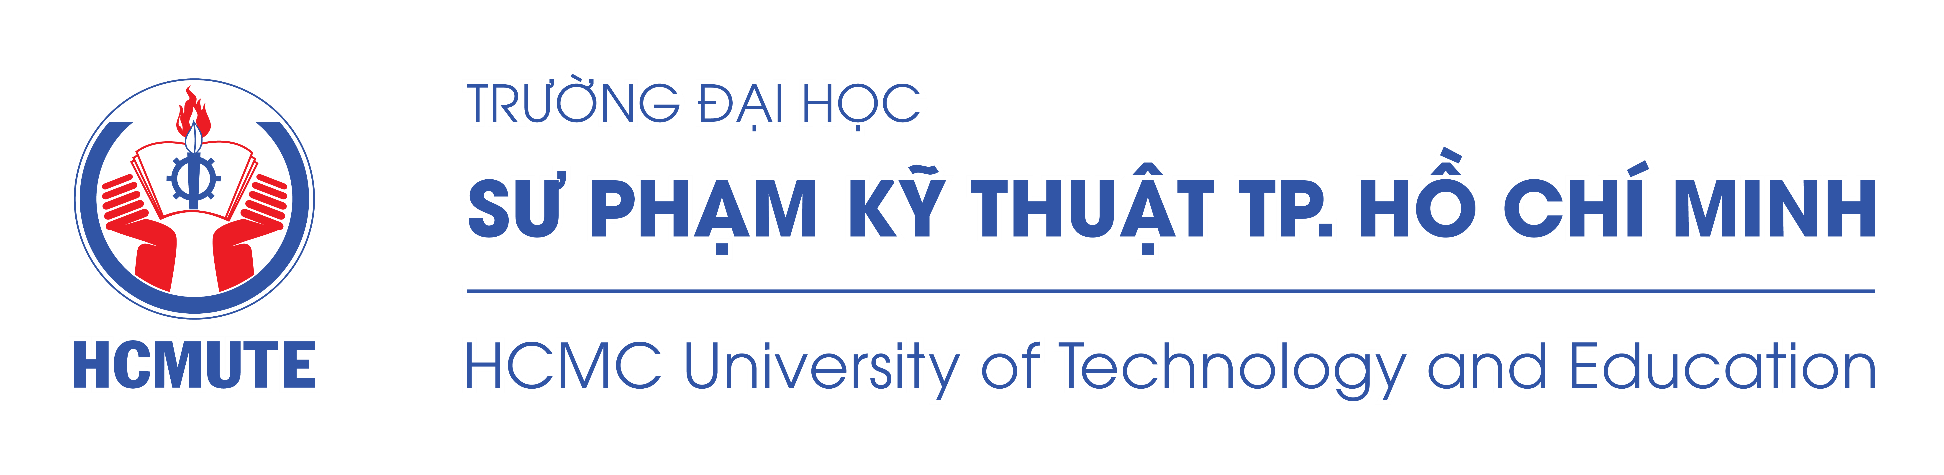 TRƯỜNG ĐẠI HỌC
SƯ PHẠM KỸ THUẬT TP. HỒ CHÍ MINH
HCMUTE
HCMC University of Technology and Education